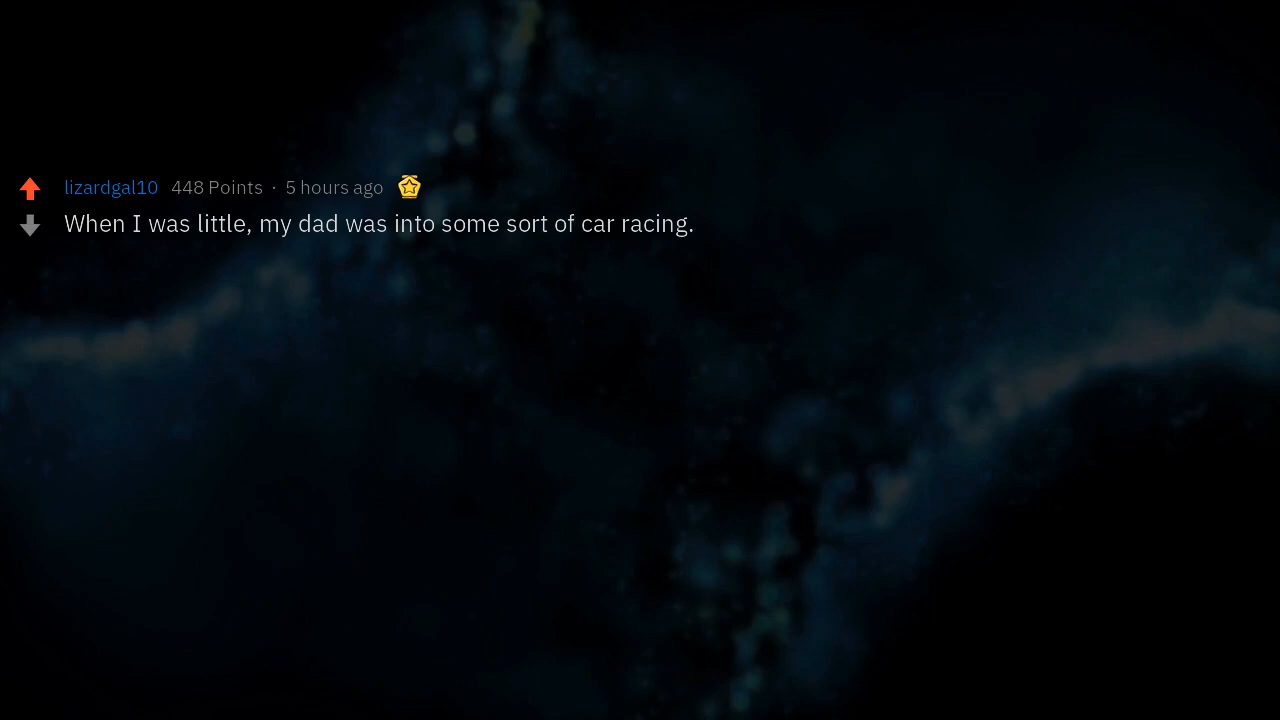 lizardgal10 448 Points · 5 hours ago
When I was little, my dad was into some sort of car racing.